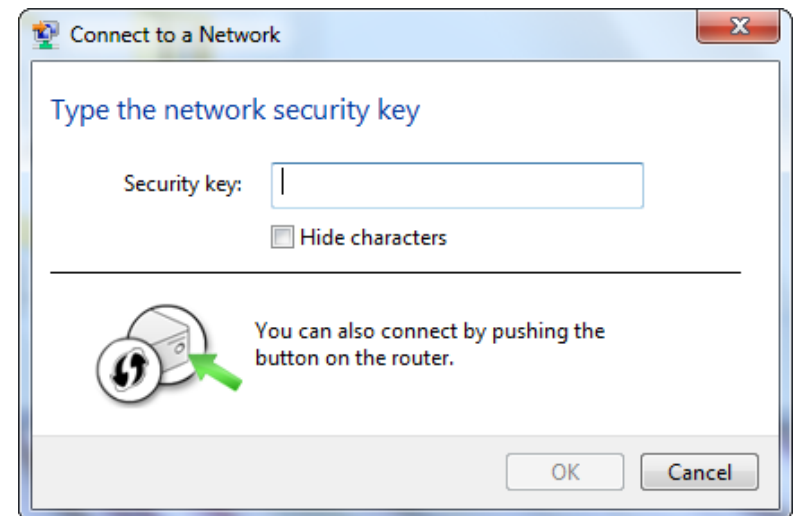 Connect to a Network
Type the network security key
Security key:
Hide characters
You can also connect by pushing the
button on the router.
OK
Cancel